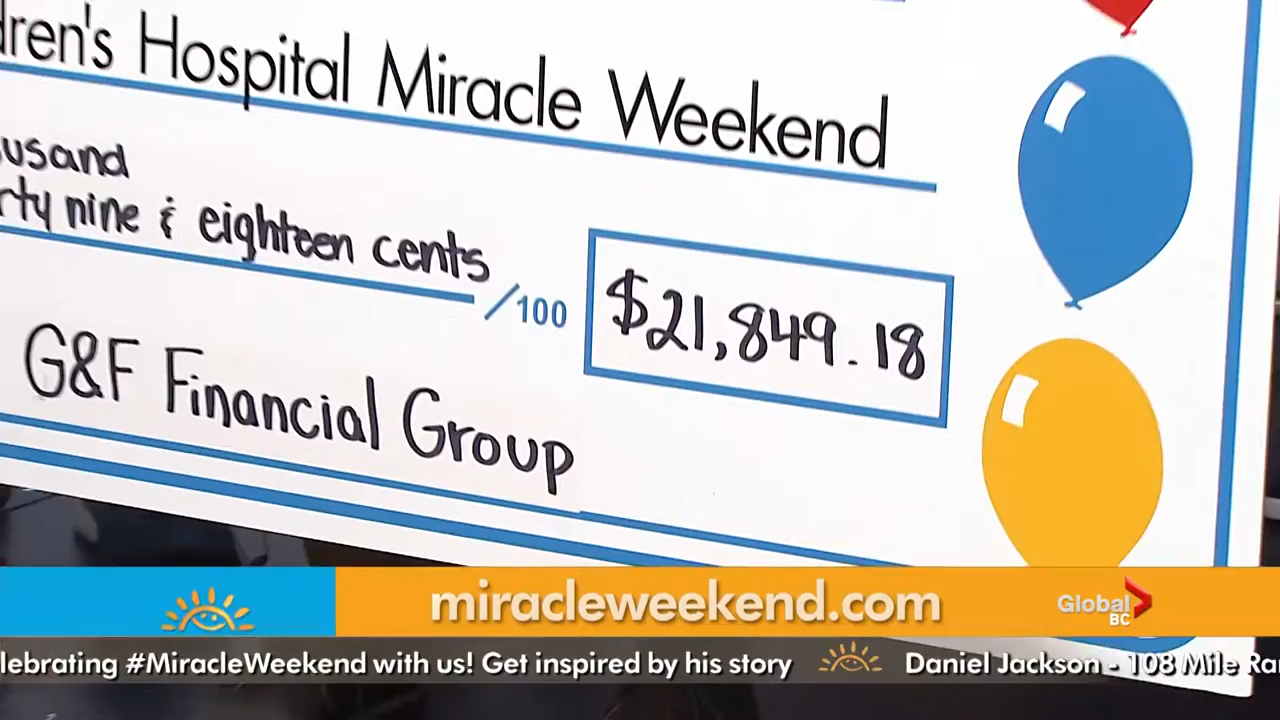 dren's Hospital Miracle Weekend
ousand
rty nine & eighteen cents
/100
$21,849.18
G&F Financial Group
miracleweekend.com
Global BC
lebrating #MiracleWeekend with us! Get inspired by his story
Daniel Jackson - 108 Mile Ra